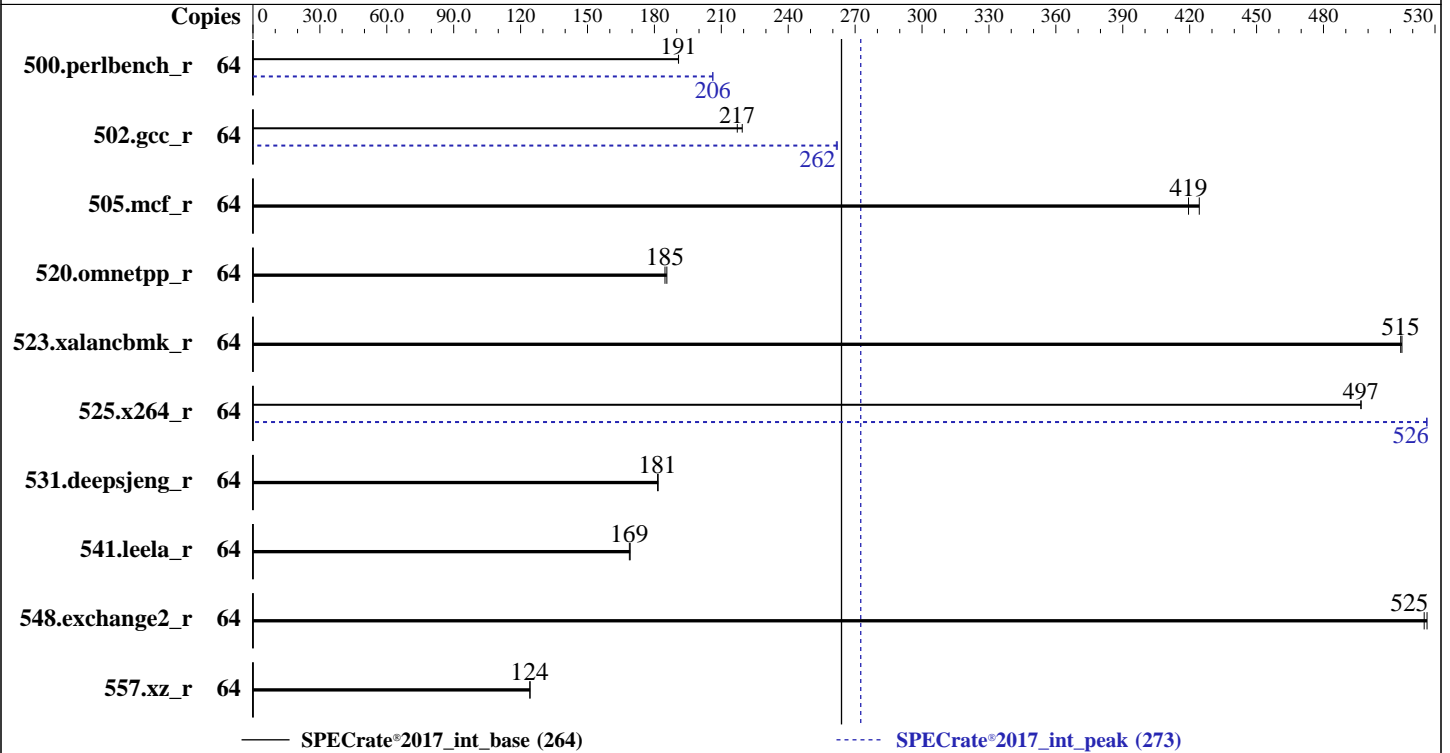 Copies 0 30.0 60.0 90.0 120 150 180 210 240 270 300 330 360 390 420 450 480 530
500.perlbench_r 64 191
206
502.gcc_r 64 217
262
505.mcf_r 64 419
520.omnetpp_r 64 185
523.xalancbmk_r 64 515
525.x264_r 64 497
526
531.deepsjeng_r 64 181
541.leela_r 64 169
548.exchange2_r 64 525
557.xz_r 64 124
SPECrate®2017_int_base (264) SPECrate®2017_int_peak (273)